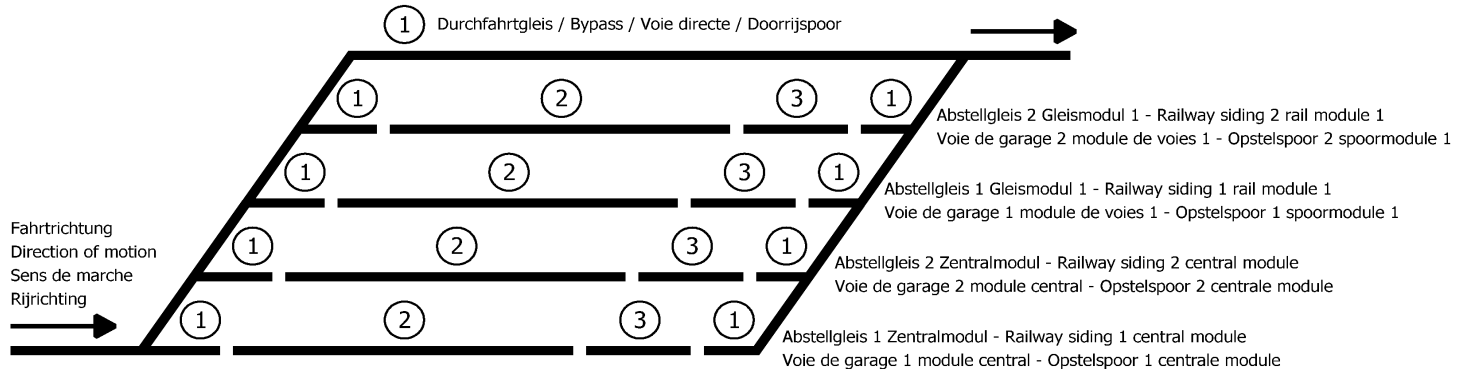 1 Durchfahrtgleis / Bypass / Voie directe / Doorrijspoor
1 2 3 1
Abstellgleis 2 Gleismodul 1 - Railway siding 2 rail module 1
Voie de garage 2 module de voies 1 - Opstelspoor 2 spoormodule 1
1 2 3 1
Abstellgleis 1 Gleismodul 1 - Railway siding 1 rail module 1
Voie de garage 1 module de voies 1 - Opstelspoor 1 spoormodule 1
Fahrtrichtung
Direction of motion
Sens de marche
Rijrichting
1 2 3 1
Abstellgleis 2 Zentralmodul - Railway siding 2 central module
Voie de garage 2 module central - Opstelspoor 2 centrale module
1 2 3 1
Abstellgleis 1 Zentralmodul - Railway siding 1 central module
Voie de garage 1 module central - Opstelspoor 1 centrale module